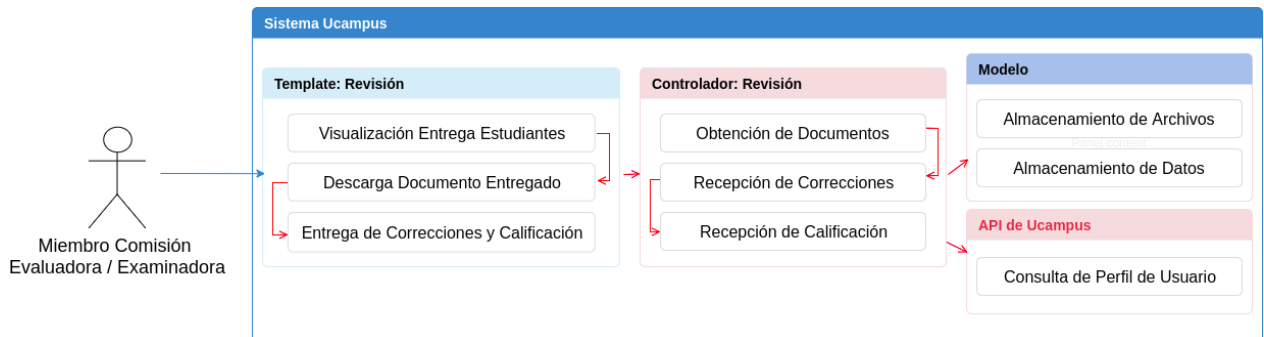 Sistema Ucampus
Template: Revisión
Visualización Entrega Estudiantes
Descarga Documento Entregado
Entrega de Correcciones y Calificación
Controlador: Revisión
Obtención de Documentos
Recepción de Correcciones
Recepción de Calificación
Modelo
Almacenamiento de Archivos
Panel content
Almacenamiento de Datos
API de Ucampus
Consulta de Perfil de Usuario
Miembro Comisión
Evaluadora / Examinadora